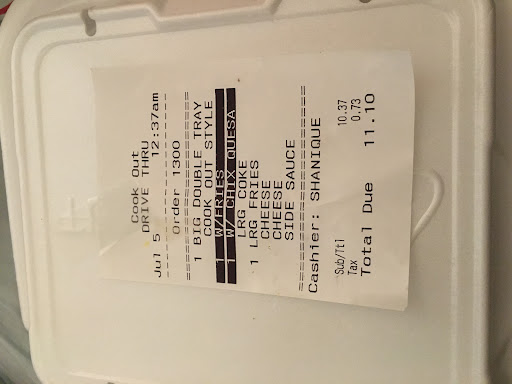 Cook Out
DRIVE THRU
Jul 5 12:37am
Order 1300
1 BIG DOUBLE TRAY
COOK OUT STYLE
1 W/FRIES
1 W/ CHIX QUESA
LRG COKE
1 LRG FRIES
CHEESE
CHEESE
SIDE SAUCE
Cashier: SHANIQUE
Sub/Ttl 10.37
Tax 0.73
Total Due 11.10